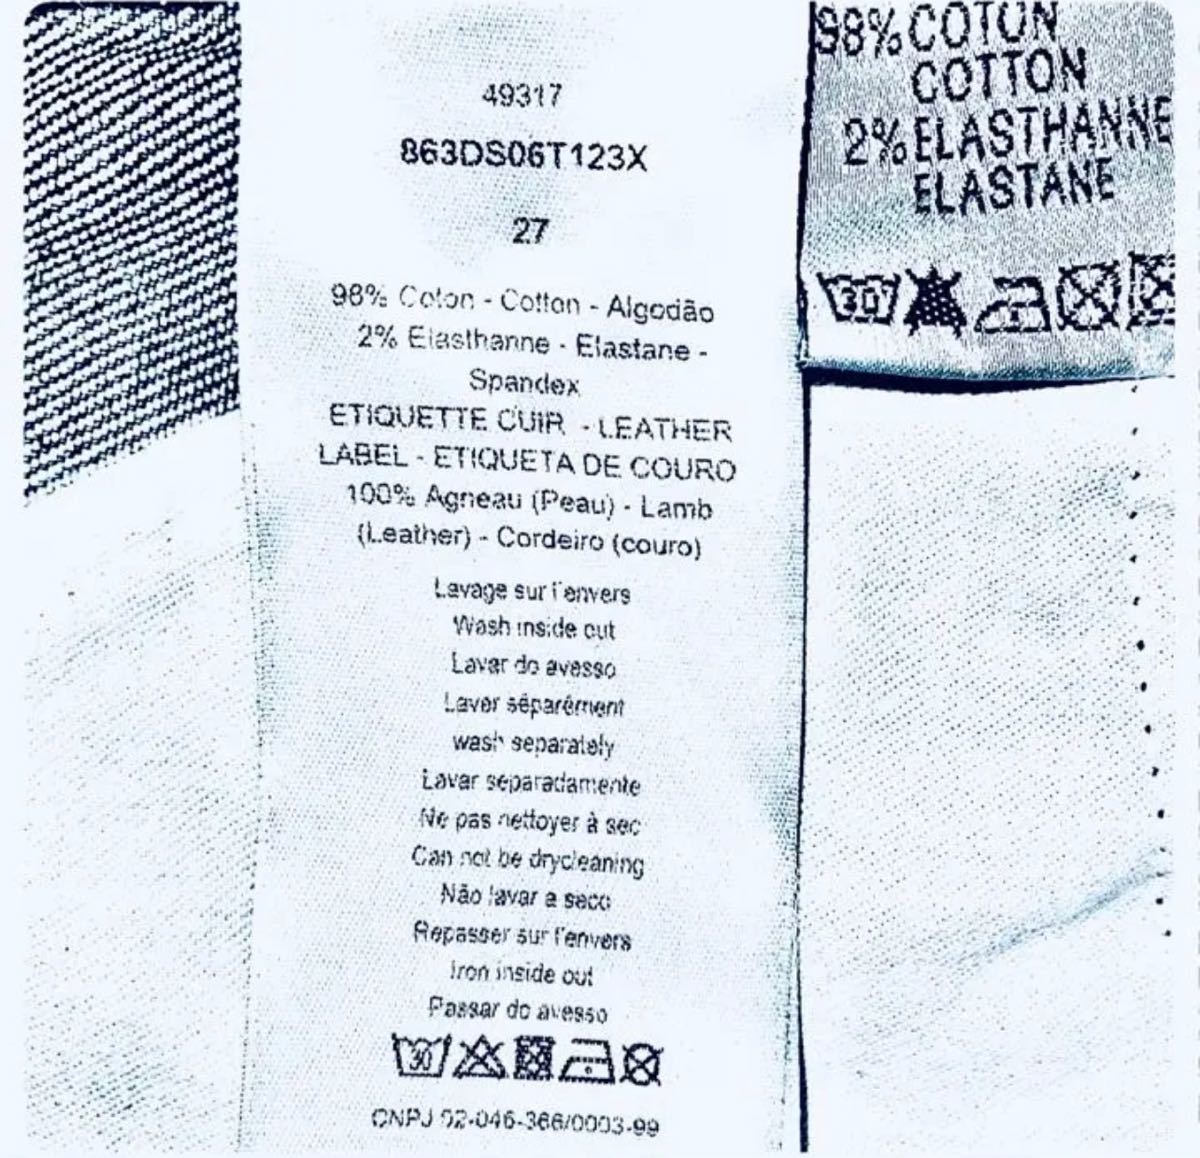 49317
863DS06T123X
27
98% Coton - Cotton - Algodão
2% Elasthanne - Elastane -
Spandex
ETIQUETTE CUIR - LEATHER
LABEL - ETIQUETA DE COURO
100% Agneau (Peau) - Lamb
(Leather) - Cordeiro (couro)
Lavage sur l'envers
Wash inside out
Lavar do avesso
Laver séparément
wash separately
Lavar separadamente
Ne pas nettoyer à sec
Can not be drycleaning
Não lavar a seco
Repasser sur l'envers
Iron inside out
Passar do avesso
30
CNPJ 02-046-366/0003-99
98% COTON
COTTON
2% ELASTHANNE
ELASTANE
30